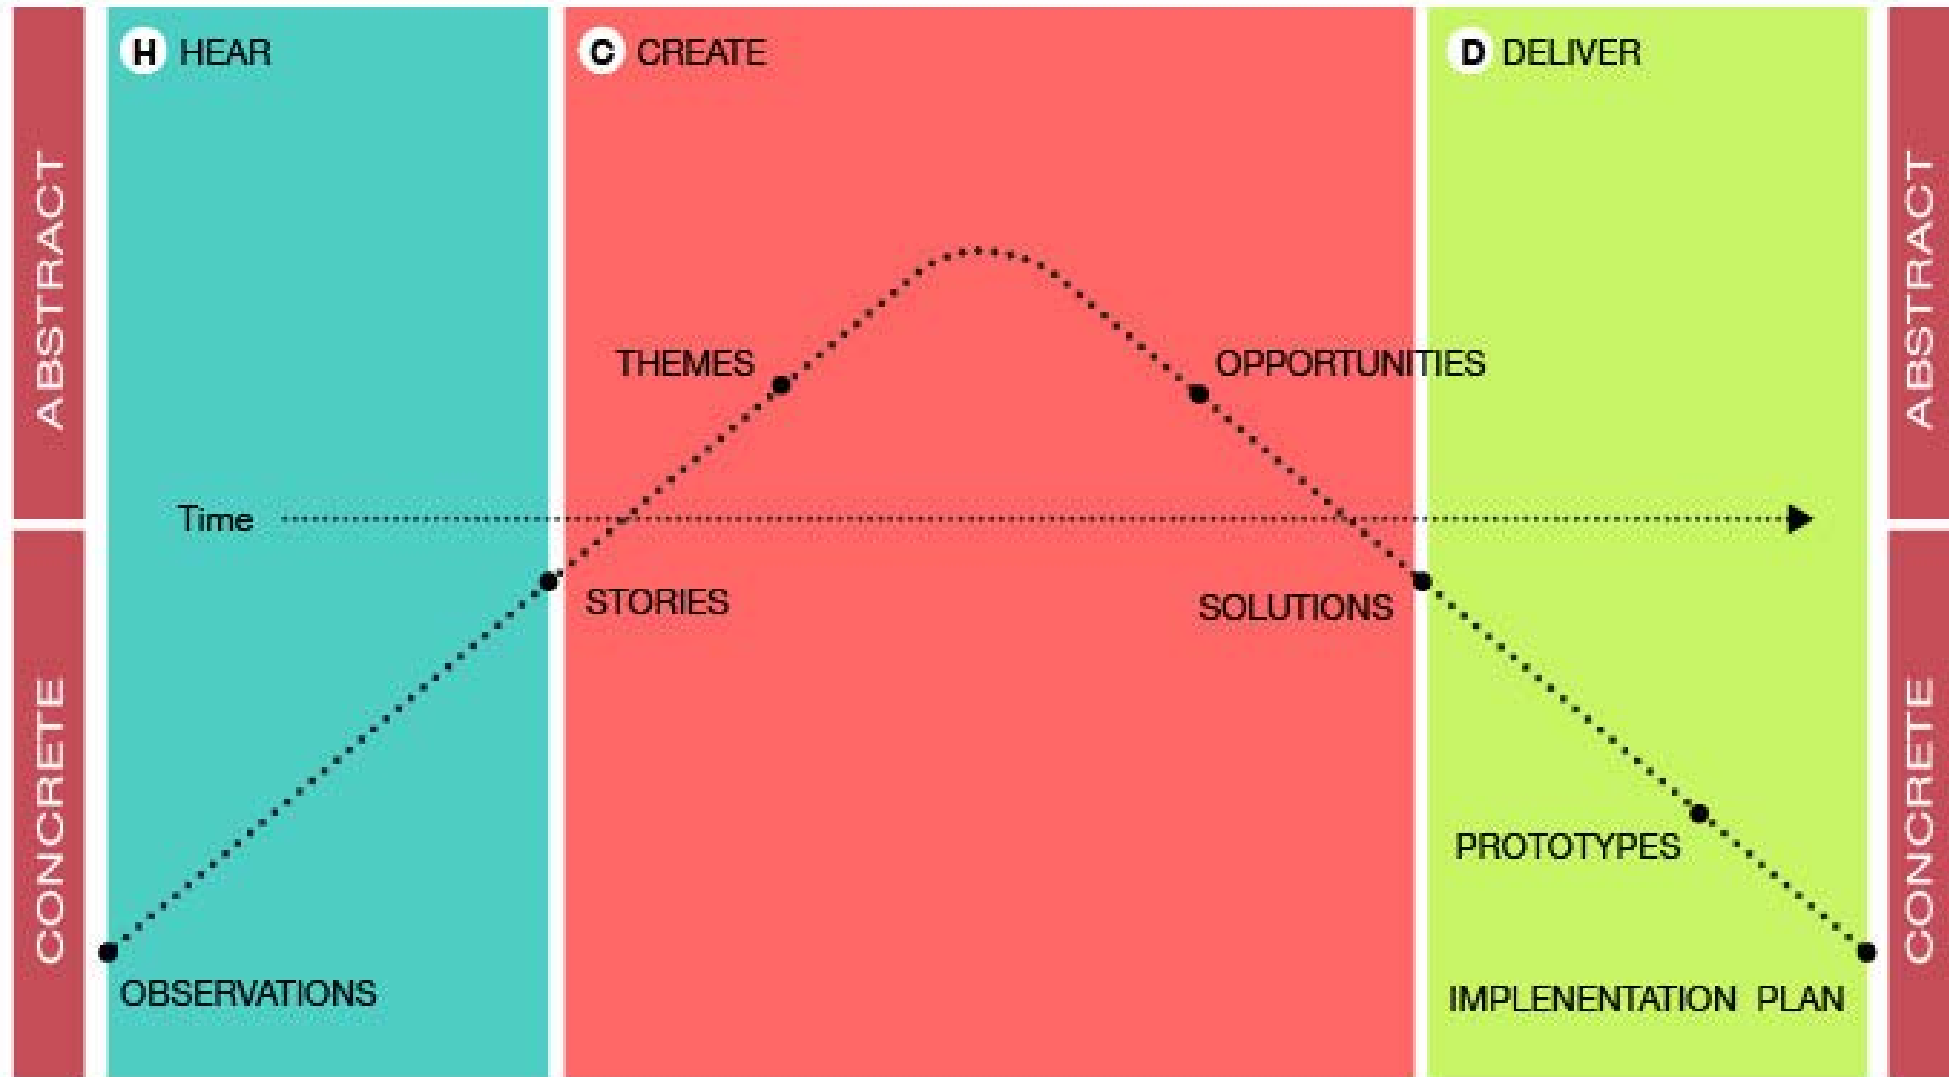 H HEAR
C CREATE
D DELIVER
ABSTRACT
ABSTRACT
THEMES
OPPORTUNITIES
Time
STORIES
SOLUTIONS
CONCRETE
CONCRETE
PROTOTYPES
OBSERVATIONS
IMPLENENTATION PLAN